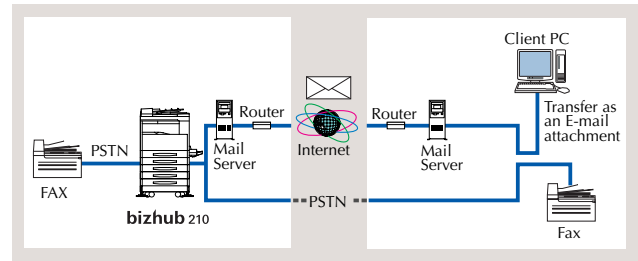 FAX
PSTN
bizhub 210
Mail
Server
Router
Internet
PSTN
Router
Mail
Server
Client PC
Transfer as
an E-mail
attachment
Fax